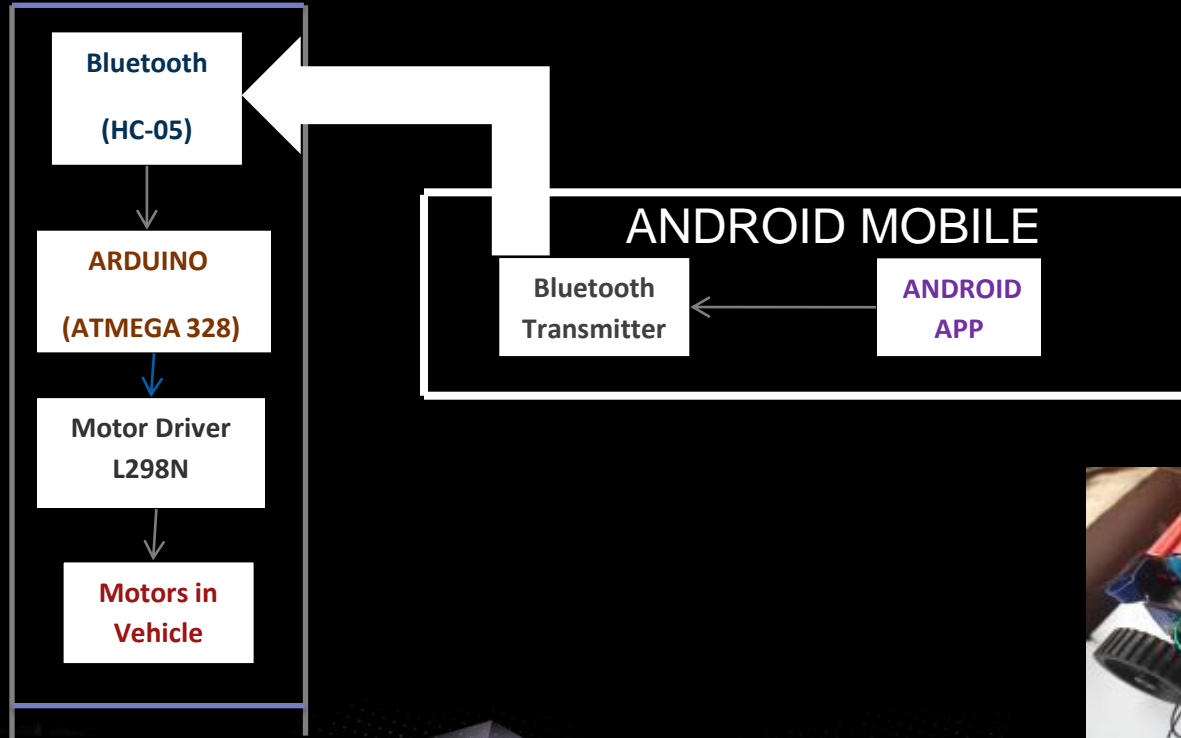 Bluetooth
(HC-05)
ARDUINO
(ATMEGA 328)
Motor Driver
L298N
Motors in
Vehicle
ANDROID MOBILE
Bluetooth
Transmitter
ANDROID
APP